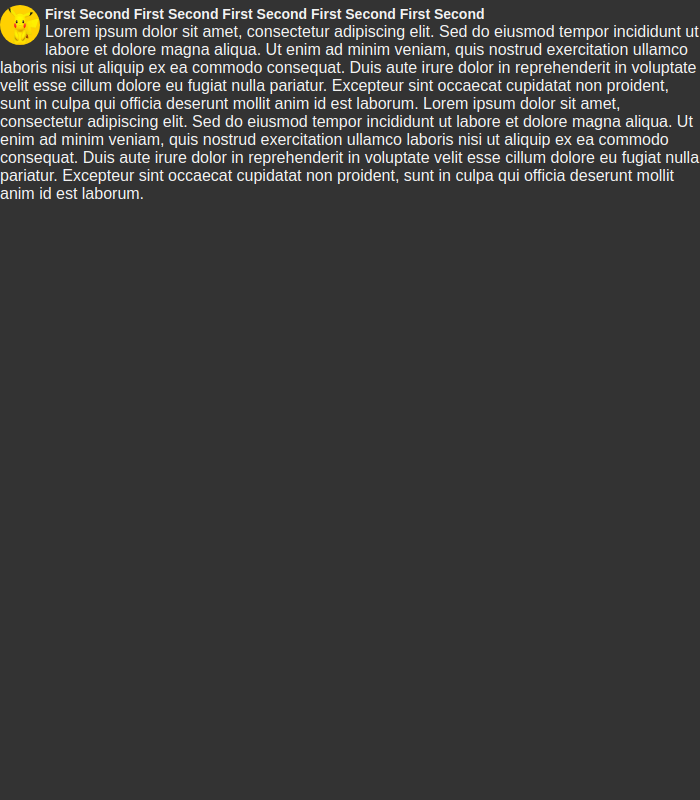 First Second First Second First Second First Second First Second
Lorem ipsum dolor sit amet, consectetur adipiscing elit. Sed do eiusmod tempor incididunt ut
labore et dolore magna aliqua. Ut enim ad minim veniam, quis nostrud exercitation ullamco
laboris nisi ut aliquip ex ea commodo consequat. Duis aute irure dolor in reprehenderit in voluptate
velit esse cillum dolore eu fugiat nulla pariatur. Excepteur sint occaecat cupidatat non proident,
sunt in culpa qui officia deserunt mollit anim id est laborum. Lorem ipsum dolor sit amet,
consectetur adipiscing elit. Sed do eiusmod tempor incididunt ut labore et dolore magna aliqua. Ut
enim ad minim veniam, quis nostrud exercitation ullamco laboris nisi ut aliquip ex ea commodo
consequat. Duis aute irure dolor in reprehenderit in voluptate velit esse cillum dolore eu fugiat nulla
pariatur. Excepteur sint occaecat cupidatat non proident, sunt in culpa qui officia deserunt mollit
anim id est laborum.